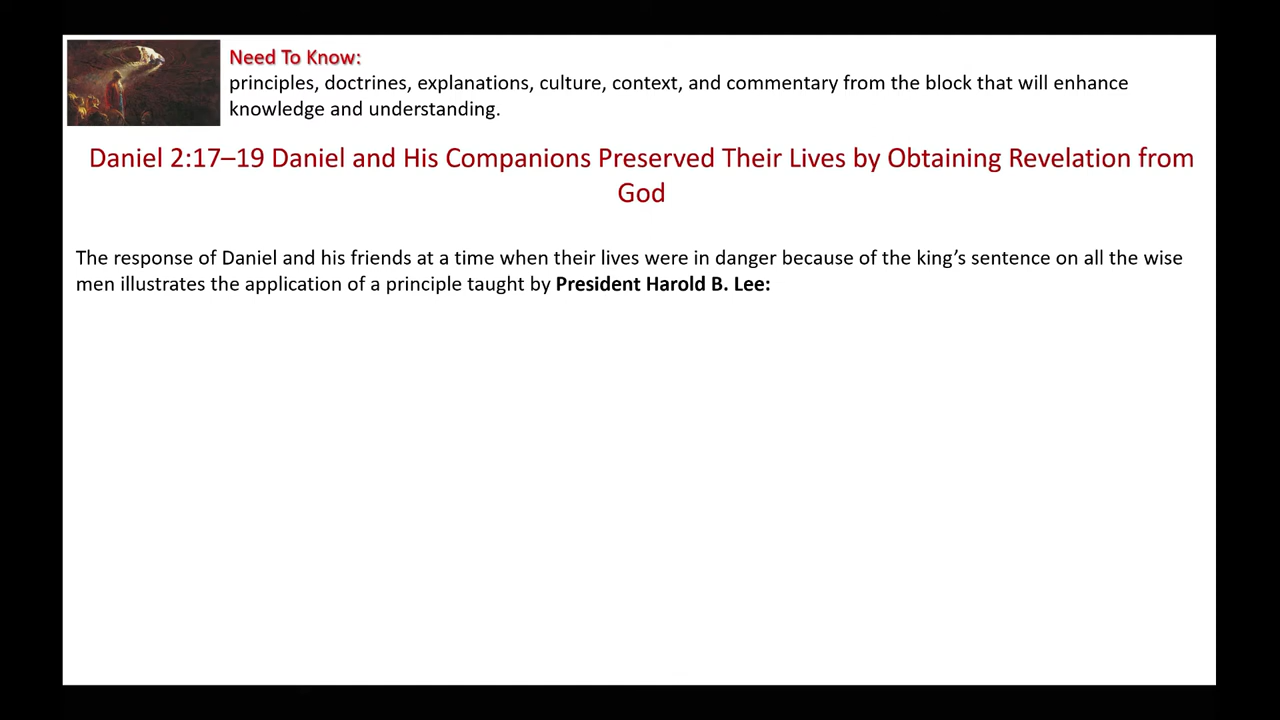 Need To Know:
principles, doctrines, explanations, culture, context, and commentary from the block that will enhance
knowledge and understanding.
Daniel 2:17–19 Daniel and His Companions Preserved Their Lives by Obtaining Revelation from
God
The response of Daniel and his friends at a time when their lives were in danger because of the king’s sentence on all the wise
men illustrates the application of a principle taught by President Harold B. Lee: